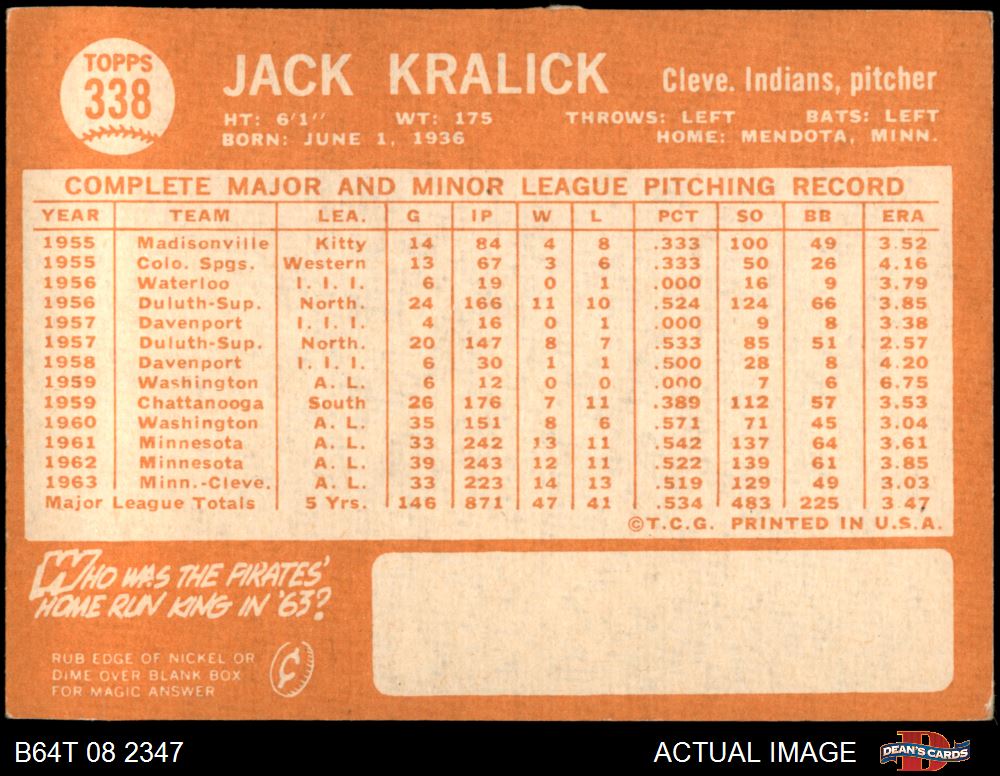 TOPPS
338
JACK KRALICK Cleve. Indians, pitcher
HT: 6'1" WT: 175 THROWS: LEFT BATS: LEFT
BORN: JUNE 1, 1936 HOME: MENDOTA, MINN.
COMPLETE MAJOR AND MINOR LEAGUE PITCHING RECORD
YEAR TEAM LEA. G IP W L PCT SO BB ERA
1955 Madisonville Kitty 14 84 4 8 .333 100 49 3.52
1955 Colo. Spgs. Western 13 67 3 6 .333 50 26 4.16
1956 Waterloo I. I. I. 6 19 0 1 .000 16 9 3.79
1956 Duluth-Sup. North. 24 166 11 10 .524 124 66 3.85
1957 Davenport I. I. I. 4 16 0 1 .000 9 8 3.38
1957 Duluth-Sup. North. 20 147 8 7 .533 85 51 2.57
1958 Davenport I. I. I. 6 30 1 1 .500 28 8 4.20
1959 Washington A. L. 6 12 0 0 .000 7 6 6.75
1959 Chattanooga South 26 176 7 11 .389 112 57 3.53
1960 Washington A. L. 35 151 8 6 .571 71 45 3.04
1961 Minnesota A. L. 33 242 13 11 .542 137 64 3.61
1962 Minnesota A. L. 39 243 12 11 .522 139 61 3.85
1963 Minn.-Cleve. A. L. 33 223 14 13 .519 129 49 3.03
Major League Totals 5 Yrs. 146 871 47 41 .534 483 225 3.47
©T.C.G. PRINTED IN U.S.A.
WHO WAS THE PIRATES'
HOME RUN KING IN '63?
RUB EDGE OF NICKEL OR
DIME OVER BLANK BOX
FOR MAGIC ANSWER
B64T 08 2347 ACTUAL IMAGE DEAN'S CARDS